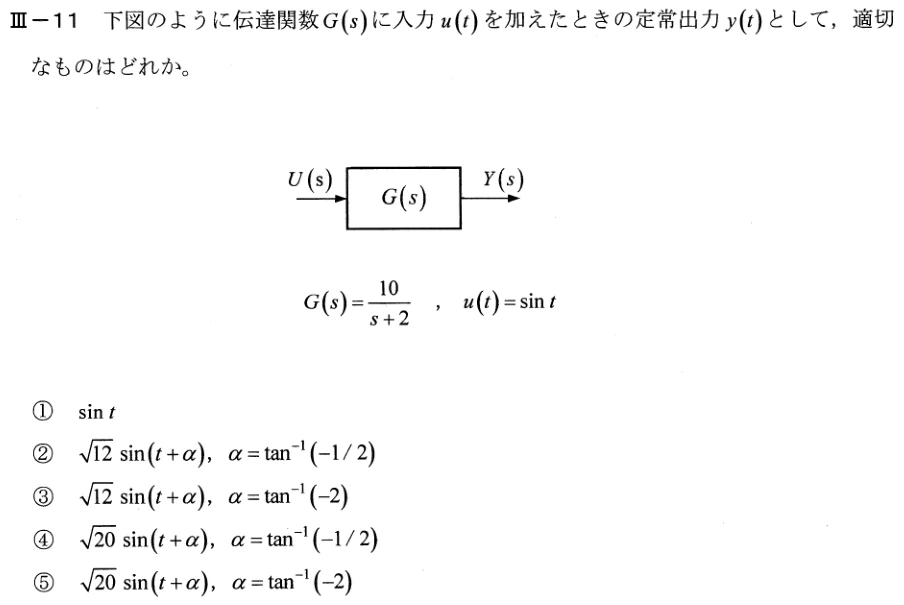 Ⅲ－11　下図のように伝達関数G(s)に入力u(t)を加えたときの定常出力y(t)として，適切
なものはどれか。
U(s) G(s) Y(s)
G(s)=10/(s+2) ， u(t)=sin t
① sin t
② √12 sin(t+α)，α=tan⁻¹(−1/2)
③ √12 sin(t+α)，α=tan⁻¹(−2)
④ √20 sin(t+α)，α=tan⁻¹(−1/2)
⑤ √20 sin(t+α)，α=tan⁻¹(−2)